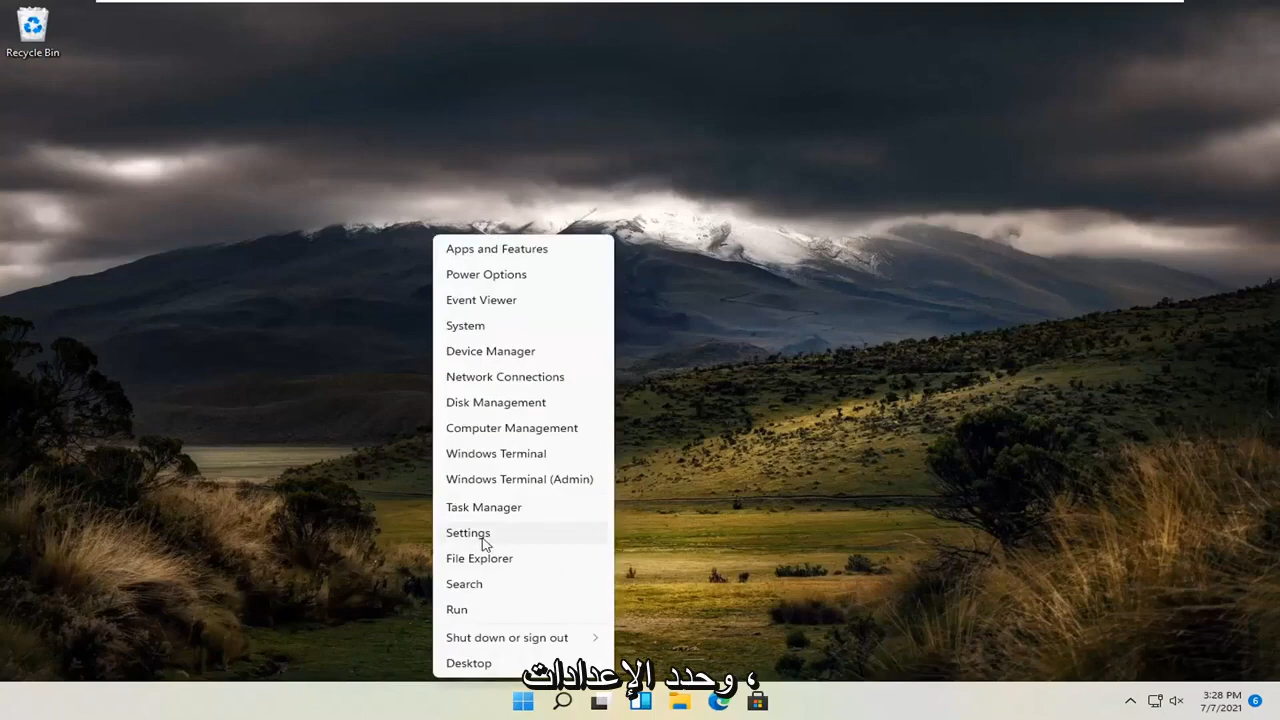 Recycle Bin
Apps and Features
Power Options
Event Viewer
System
Device Manager
Network Connections
Disk Management
Computer Management
Windows Terminal
Windows Terminal (Admin)
Task Manager
Settings
File Explorer
Search
Run
Shut down or sign out
Desktop
، وحدد الإعدادات
3:28 PM
7/7/2021
6